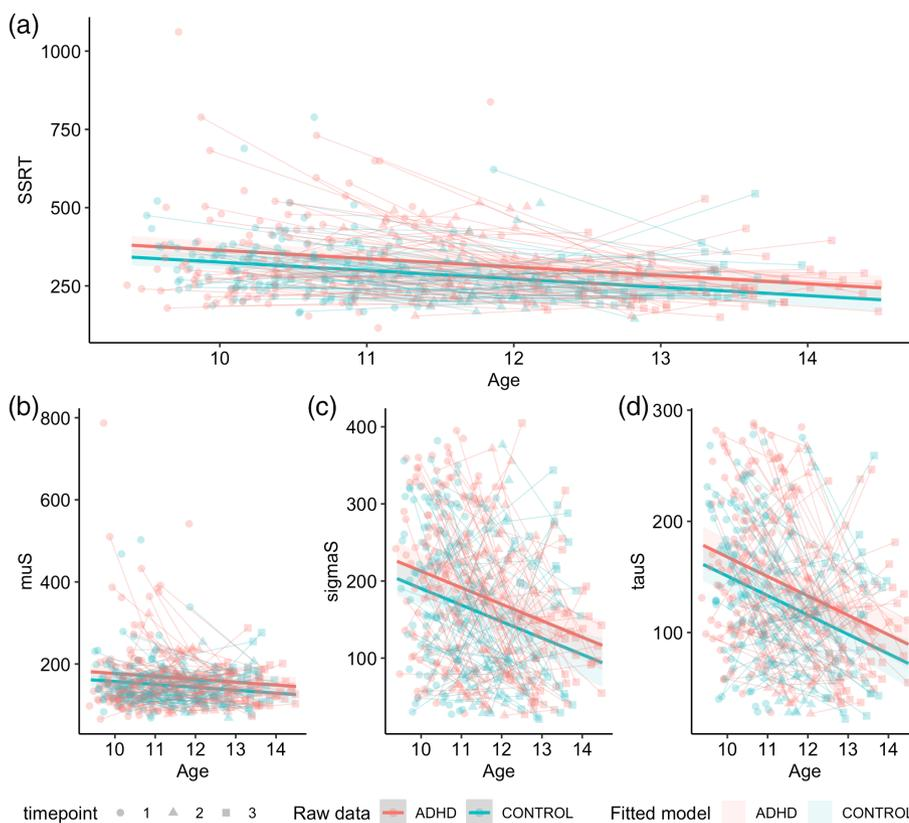 (a)
1000
750
500
250
SSRT
10 11 12 13 14
Age
(b) (c) (d)
800
600
400
200
muS
10 11 12 13 14
Age
400
300
200
100
sigmaS
10 11 12 13 14
Age
300
200
100
tauS
10 11 12 13 14
Age
timepoint 1 2 3 Raw data ADHD CONTROL Fitted model ADHD CONTROL